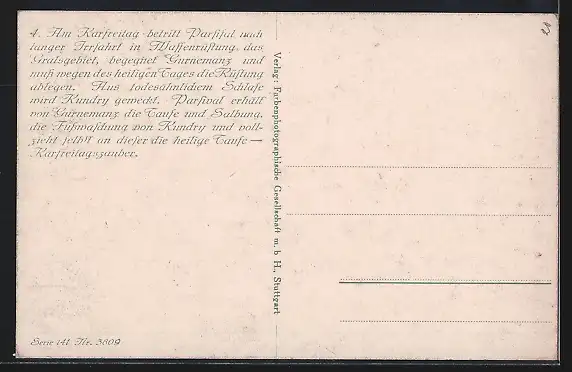 4. Am Karfreitag betritt Parsifal nach
langer Irrfahrt in Waffenrüstung das
Gralsgebiet, begegnet Gurnemanz und
muß wegen des heiligen Tages die Rüstung
ablegen. Aus todesähnlichem Schlafe
wird Kundry geweckt. Parsival erhält
von Gurnemanz die Taufe und Salbung,
die Fußwaschung von Kundry und voll-
zieht selbst an dieser die heilige Taufe —
Karfreitagszauber.
Serie 141 Nr. 3609
Verlag: Farbenphotographische Gesellschaft m. b H., Stuttgart